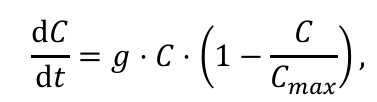 dC/dt = g · C · (1 − C/C_max),